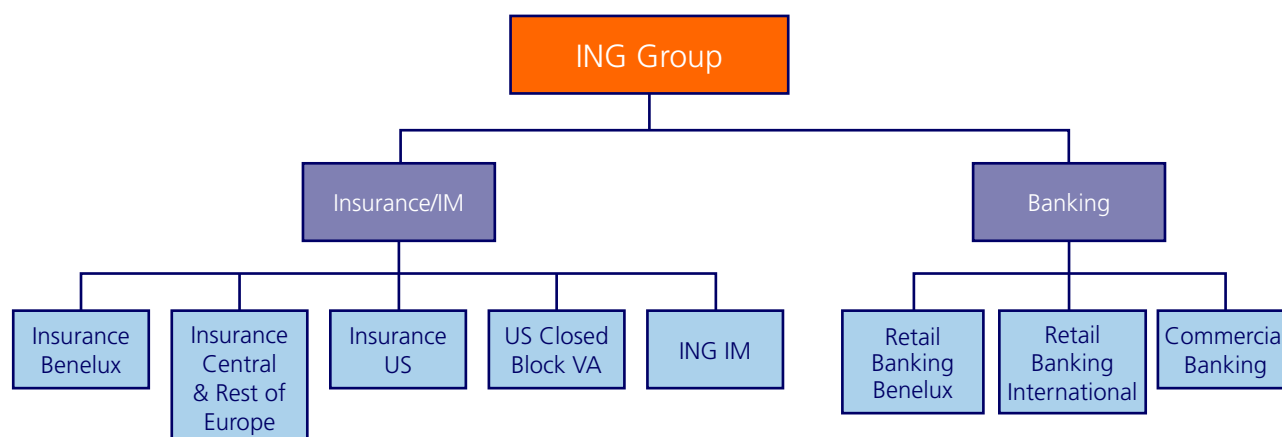 ING Group
Insurance/IM
Banking
Insurance
Benelux
Insurance
Central
& Rest of
Europe
Insurance
US
US Closed
Block VA
ING IM
Retail
Banking
Benelux
Retail
Banking
International
Commercial
Banking